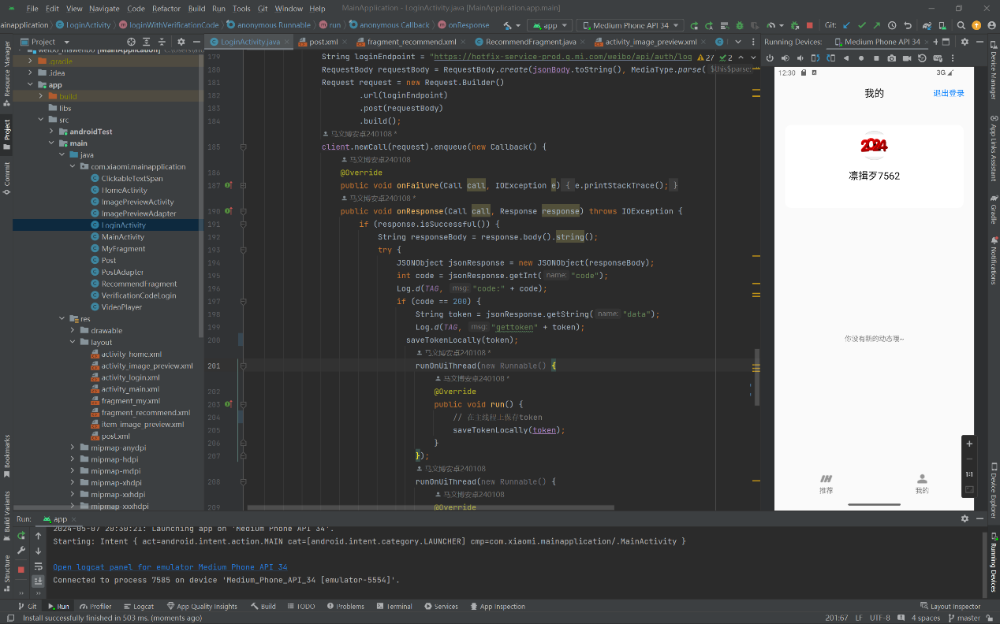 File Edit View Navigate Code Refactor Build Run Tools Git Window Help MainApplication - LoginActivity.java [MainApplication.app.main]
ainapplication LoginActivity loginWithVerificationCode anonymous Runnable run anonymous Callback onResponse app Medium Phone API 34 Git:
Project
LoginActivity.java post.xml fragment_recommend.xml RecommendFragment.java activity_image_preview.xml
Running Devices: Medium Phone API 34
Resource Manager
Project
Commit
Bookmarks
Build Variants
Structure
.gradle
.idea
app
build
libs
src
androidTest
main
java
com.xiaomi.mainapplication
ClickableTextSpan
HomeActivity
ImagePreviewActivity
ImagePreviewAdapter
LoginActivity
MainActivity
MyFragment
Post
PostAdapter
RecommendFragment
VerificationCodeLogin
VideoPlayer
res
drawable
layout
activity_home.xml
activity_image_preview.xml
activity_login.xml
activity_main.xml
fragment_my.xml
fragment_recommend.xml
item_image_preview.xml
post.xml
mipmap-anydpi
mipmap-hdpi
mipmap-mdpi
mipmap-xhdpi
mipmap-xxhdpi
mipmap-xxxhdpi
27 2
179 String loginEndpoint = "https://hotfix-service-prod.g.mi.com/weibo/api/auth/log
180 RequestBody requestBody = RequestBody.create(jsonBody.toString(), MediaType.parse( $this$parse:
181 Request request = new Request.Builder()
182 .url(loginEndpoint)
183 .post(requestBody)
184 .build();
马文博安卓240108 *
185 client.newCall(request).enqueue(new Callback() {
马文博安卓240108
186 @Override
187 public void onFailure(Call call, IOException e) { e.printStackTrace(); }
马文博安卓240108 *
190 public void onResponse(Call call, Response response) throws IOException {
191 if (response.isSuccessful()) {
192 String responseBody = response.body().string();
193 try {
194 JSONObject jsonResponse = new JSONObject(responseBody);
195 int code = jsonResponse.getInt( name: "code");
196 Log.d(TAG, msg: "code:" + code);
197 if (code == 200) {
198 String token = jsonResponse.getString( name: "data");
199 Log.d(TAG, msg: "gettoken" + token);
200 saveTokenLocally(token);
马文博安卓240108 *
201 runOnUiThread(new Runnable() {
马文博安卓240108 *
202 @Override
203 public void run() {
204 // 在主线程上保存token
205 saveTokenLocally(token);
206 }
207 });
马文博安卓240108
208 runOnUiThread(new Runnable() {
马文博安卓240108
209 @Override
12:30 3G
我的 退出登录
2024
凛揖歹7562
你没有新的动态哦~
推荐 我的
1:1
Device Manager
App Links Assistant
Gradle
Notifications
Device Explorer
Running Devices
Run: app
2024-05-07 20:30:21: Launching app on 'Medium Phone API 34'.
Starting: Intent { act=android.intent.action.MAIN cat=[android.intent.category.LAUNCHER] cmp=com.xiaomi.mainapplication/.MainActivity }
Open logcat panel for emulator Medium Phone API 34
Connected to process 7585 on device 'Medium_Phone_API_34 [emulator-5554]'.
Git Run Profiler Logcat App Quality Insights Build TODO Problems Terminal Services App Inspection Layout Inspector
Install successfully finished in 503 ms. (moments ago) 201:67 LF UTF-8 4 spaces master